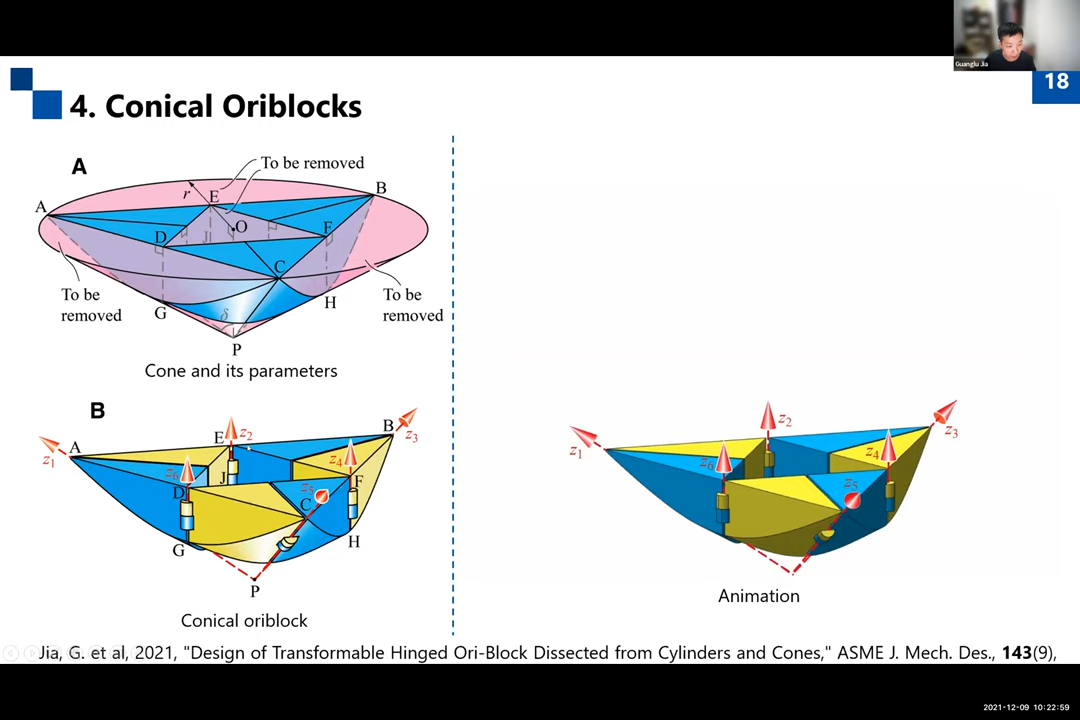 Guanglu Jia
18
4. Conical Oriblocks
A
To be removed
r
E
B
A
O
D
J
F
C
To be
removed
G
δ
H
To be
removed
P
Cone and its parameters
B
A
z1
E
z2
B
z3
z6
J
z4
D
z5
F
C
G
H
P
Conical oriblock
z1
z2
z3
z6
z4
z5
Animation
Jia, G. et al, 2021, "Design of Transformable Hinged Ori-Block Dissected from Cylinders and Cones," ASME J. Mech. Des., 143(9),
2021-12-09 10:22:59